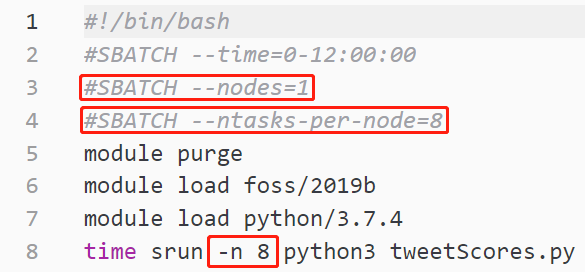 1 #!/bin/bash
2 #SBATCH --time=0-12:00:00
3 #SBATCH --nodes=1
4 #SBATCH --ntasks-per-node=8
5 module purge
6 module load foss/2019b
7 module load python/3.7.4
8 time srun -n 8 python3 tweetScores.py